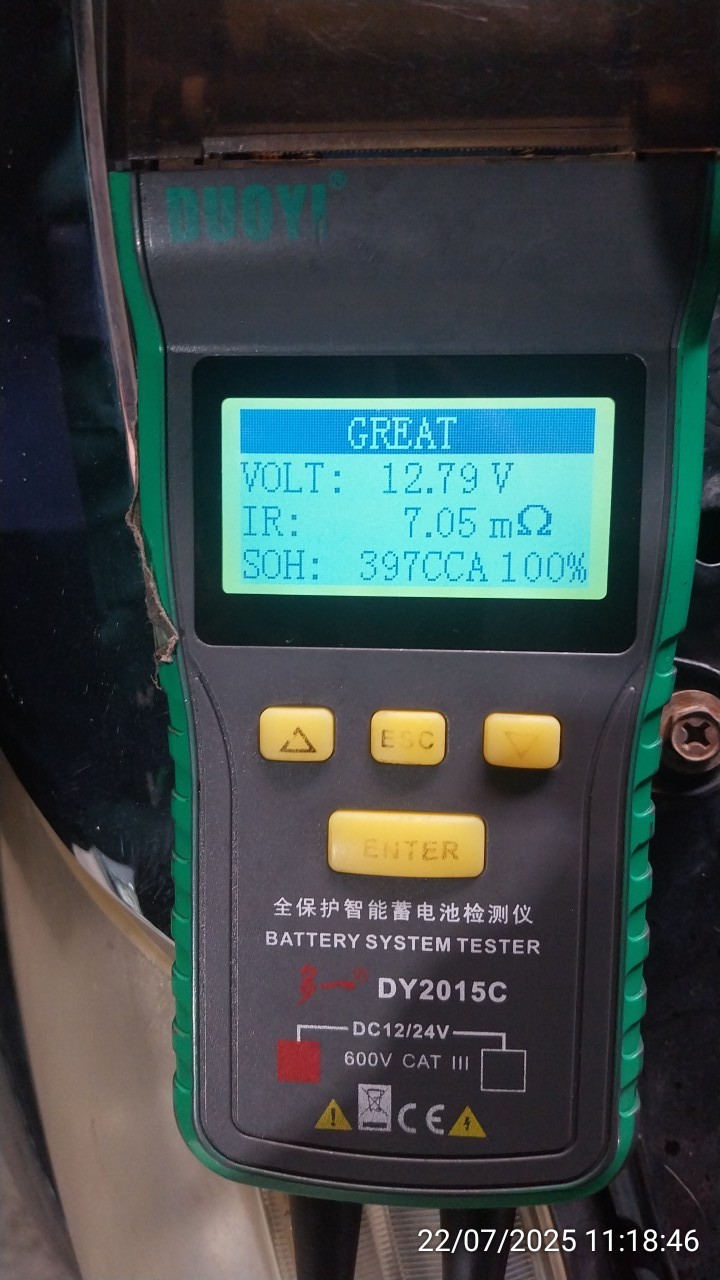 DUOYI®
GREAT
VOLT: 12.79 V
IR: 7.05 mΩ
SOH: 397CCA 100%
ESC
ENTER
全保护智能蓄电池检测仪
BATTERY SYSTEM TESTER
多一® DY2015C
DC12/24V
600V CAT III
CE
22/07/2025 11:18:46